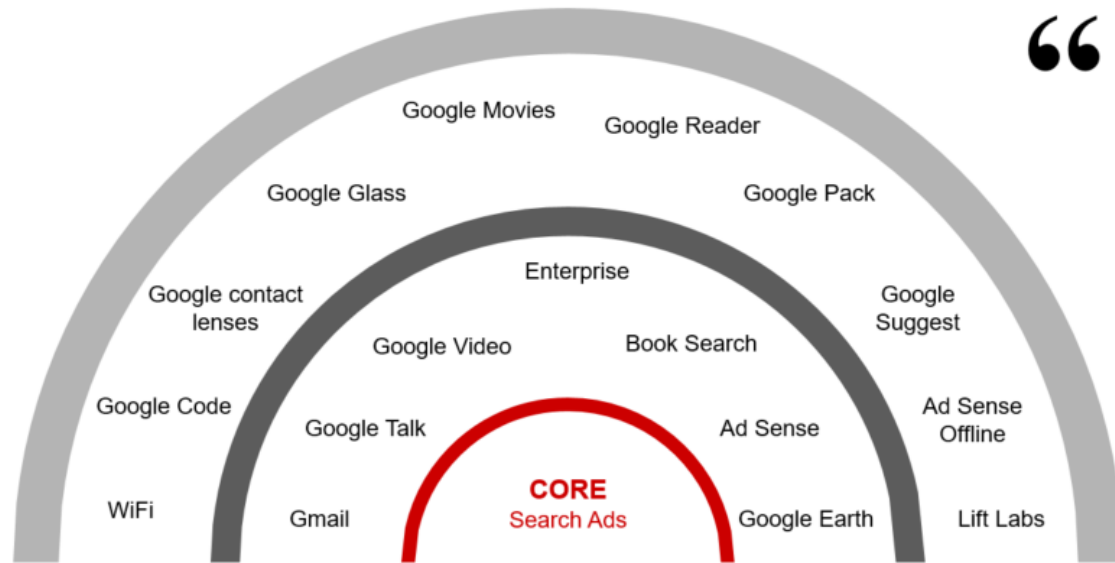 “
Google Movies
Google Reader
Google Glass
Google Pack
Enterprise
Google contact
lenses
Google
Suggest
Google Video
Book Search
Google Code
Ad Sense
Offline
Google Talk
Ad Sense
CORE
Search Ads
WiFi
Gmail
Google Earth
Lift Labs